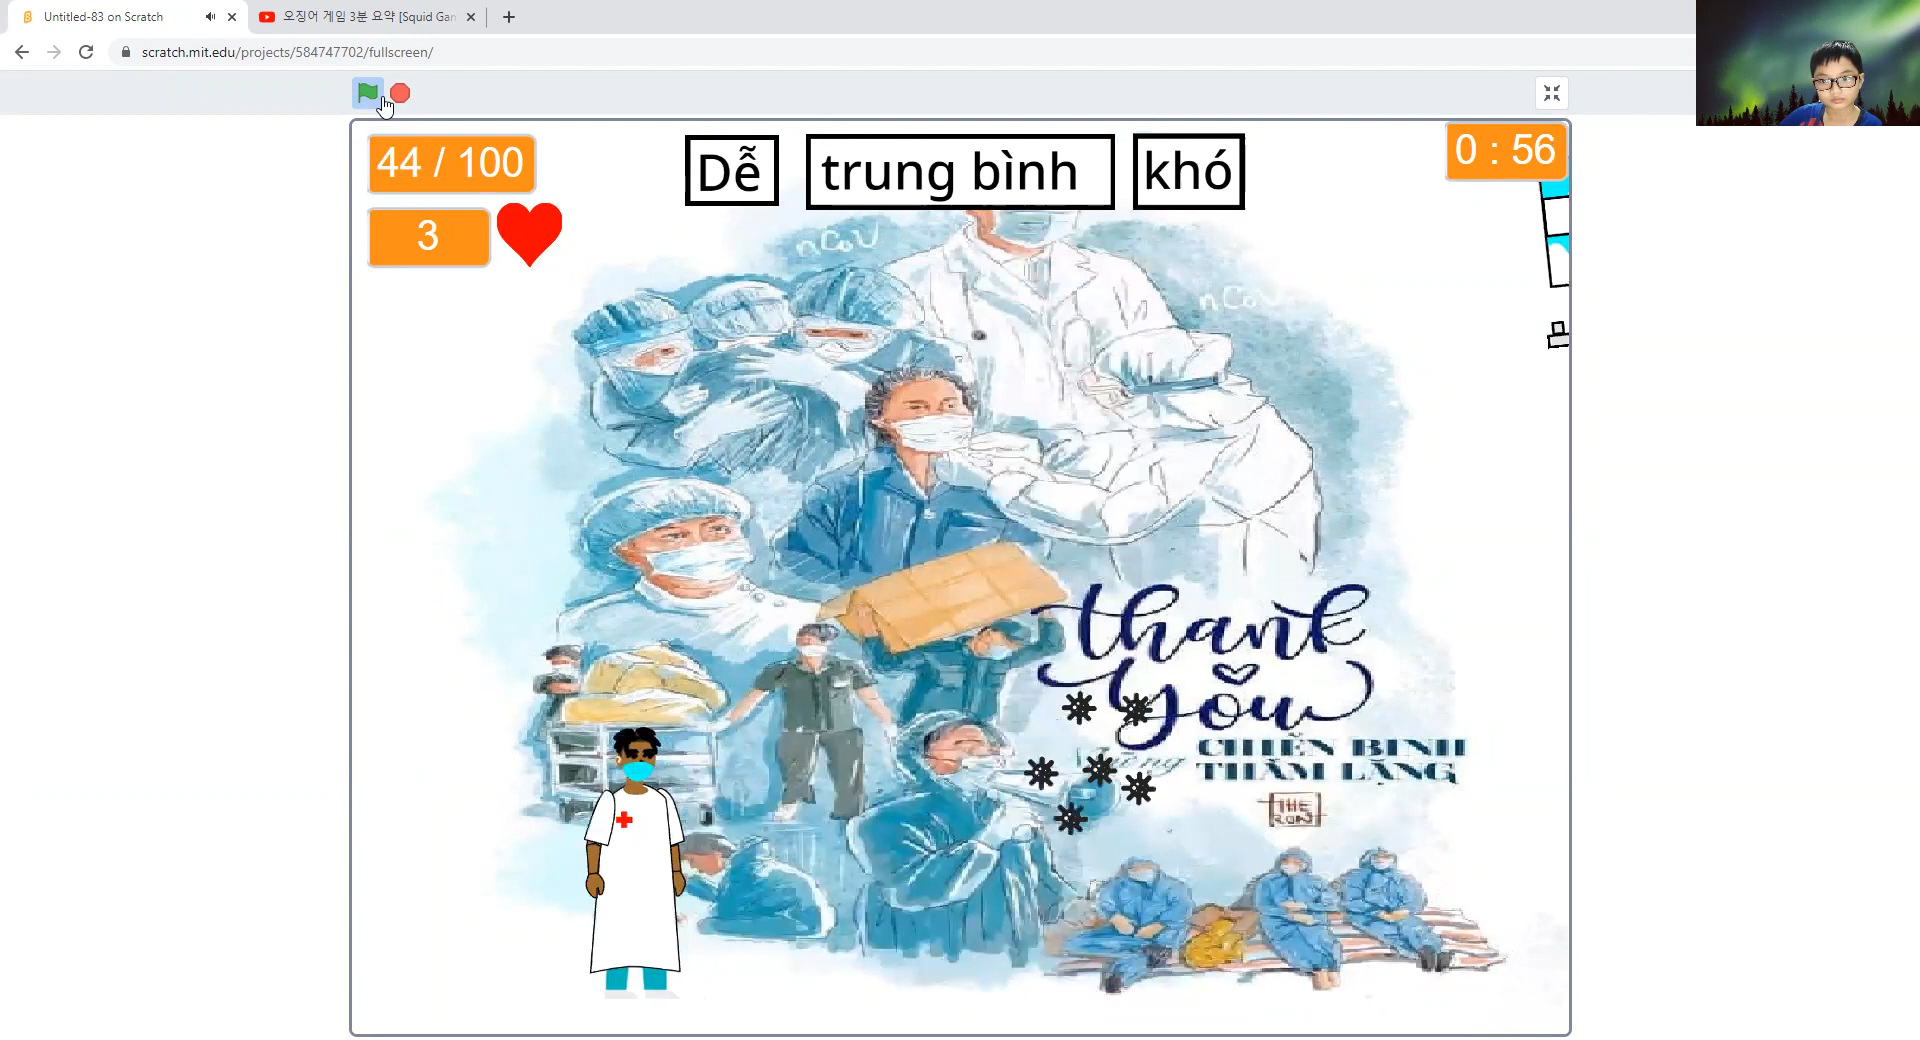 Untitled-83 on Scratch
오징어 게임 3분 요약 [Squid Gan
scratch.mit.edu/projects/584747702/fullscreen/
44 / 100
Dễ
trung bình
khó
0 : 56
3
nCoV
nCoV
thank
you
CHIẾN BINH
THẦM LẶNG
THE